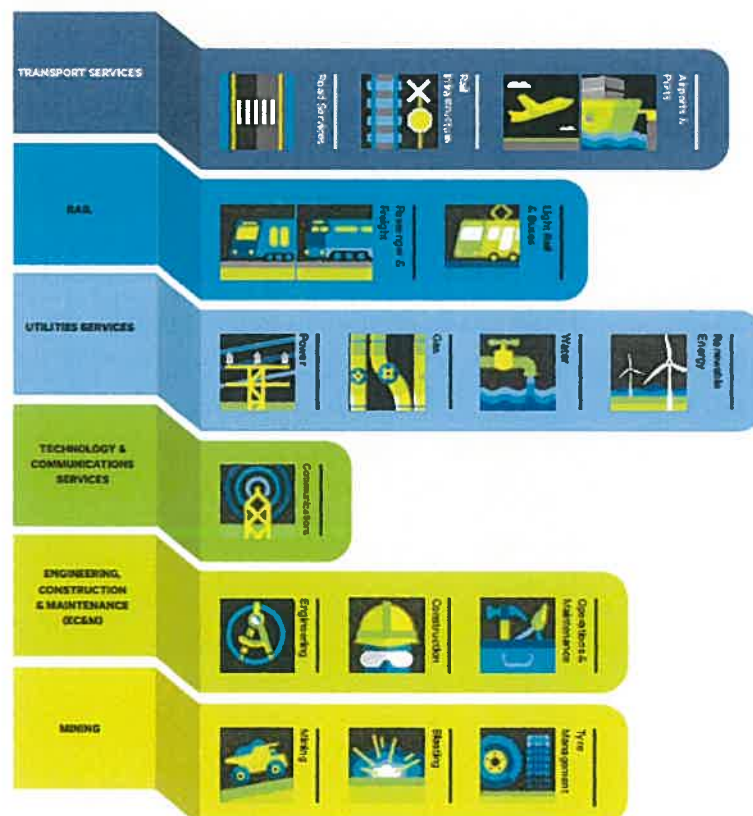 TRANSPORT SERVICES
Road Services
Rail
Infrastructure
Airports &
Ports
RAIL
Passenger &
Freight
Light Rail
& Buses
UTILITIES SERVICES
Power
Gas
Water
Renewable
Energy
TECHNOLOGY &
COMMUNICATIONS
SERVICES
Communications
ENGINEERING,
CONSTRUCTION
& MAINTENANCE
(EC&M)
Engineering
Construction
Operations &
Maintenance
MINING
Mining
Blasting
Tyre
Management